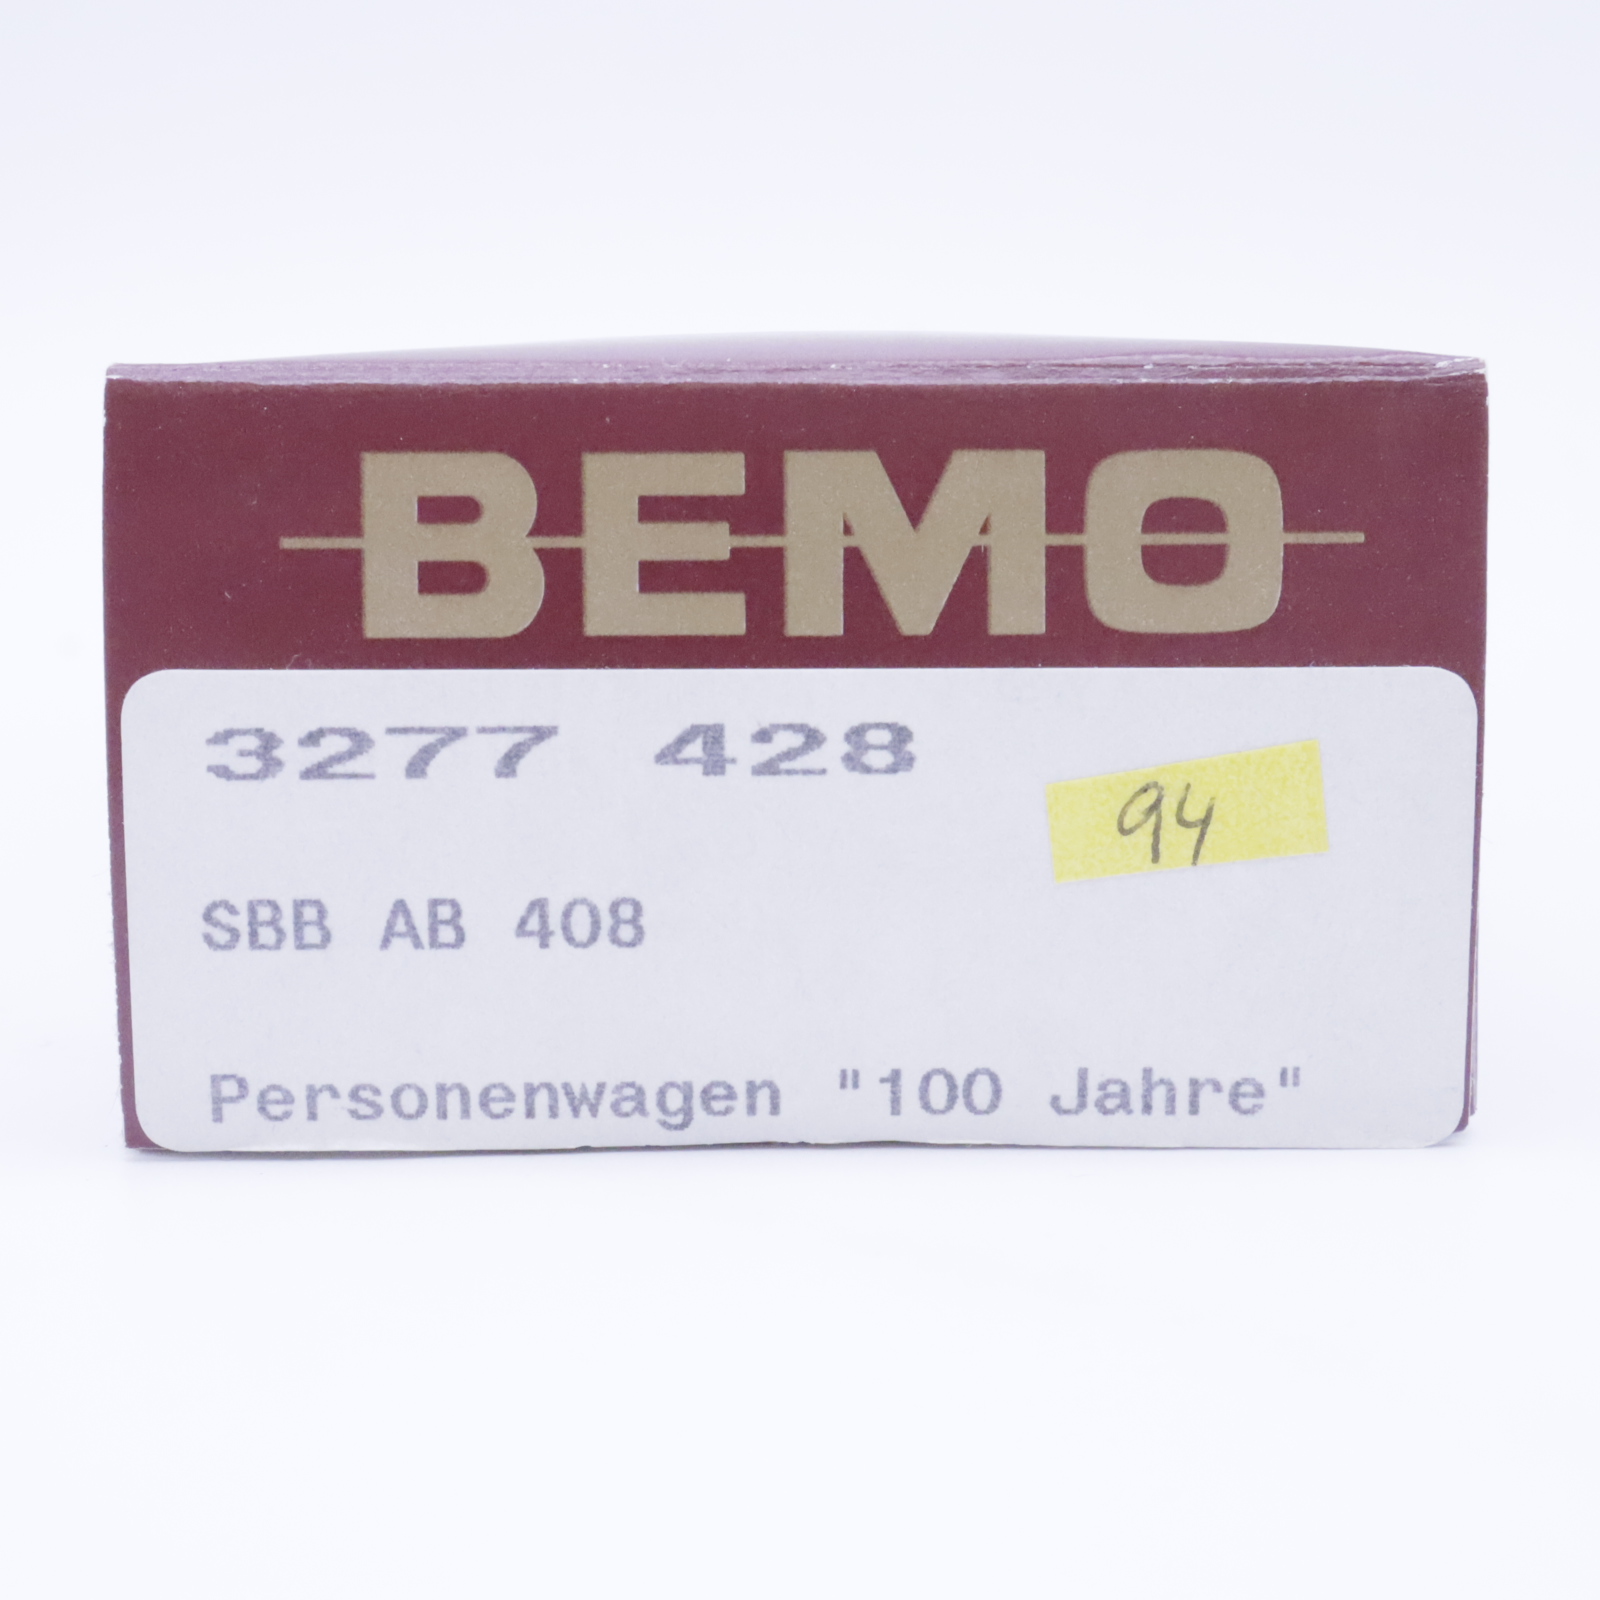 BEMO
3277 428
94
SBB AB 408
Personenwagen "100 Jahre"